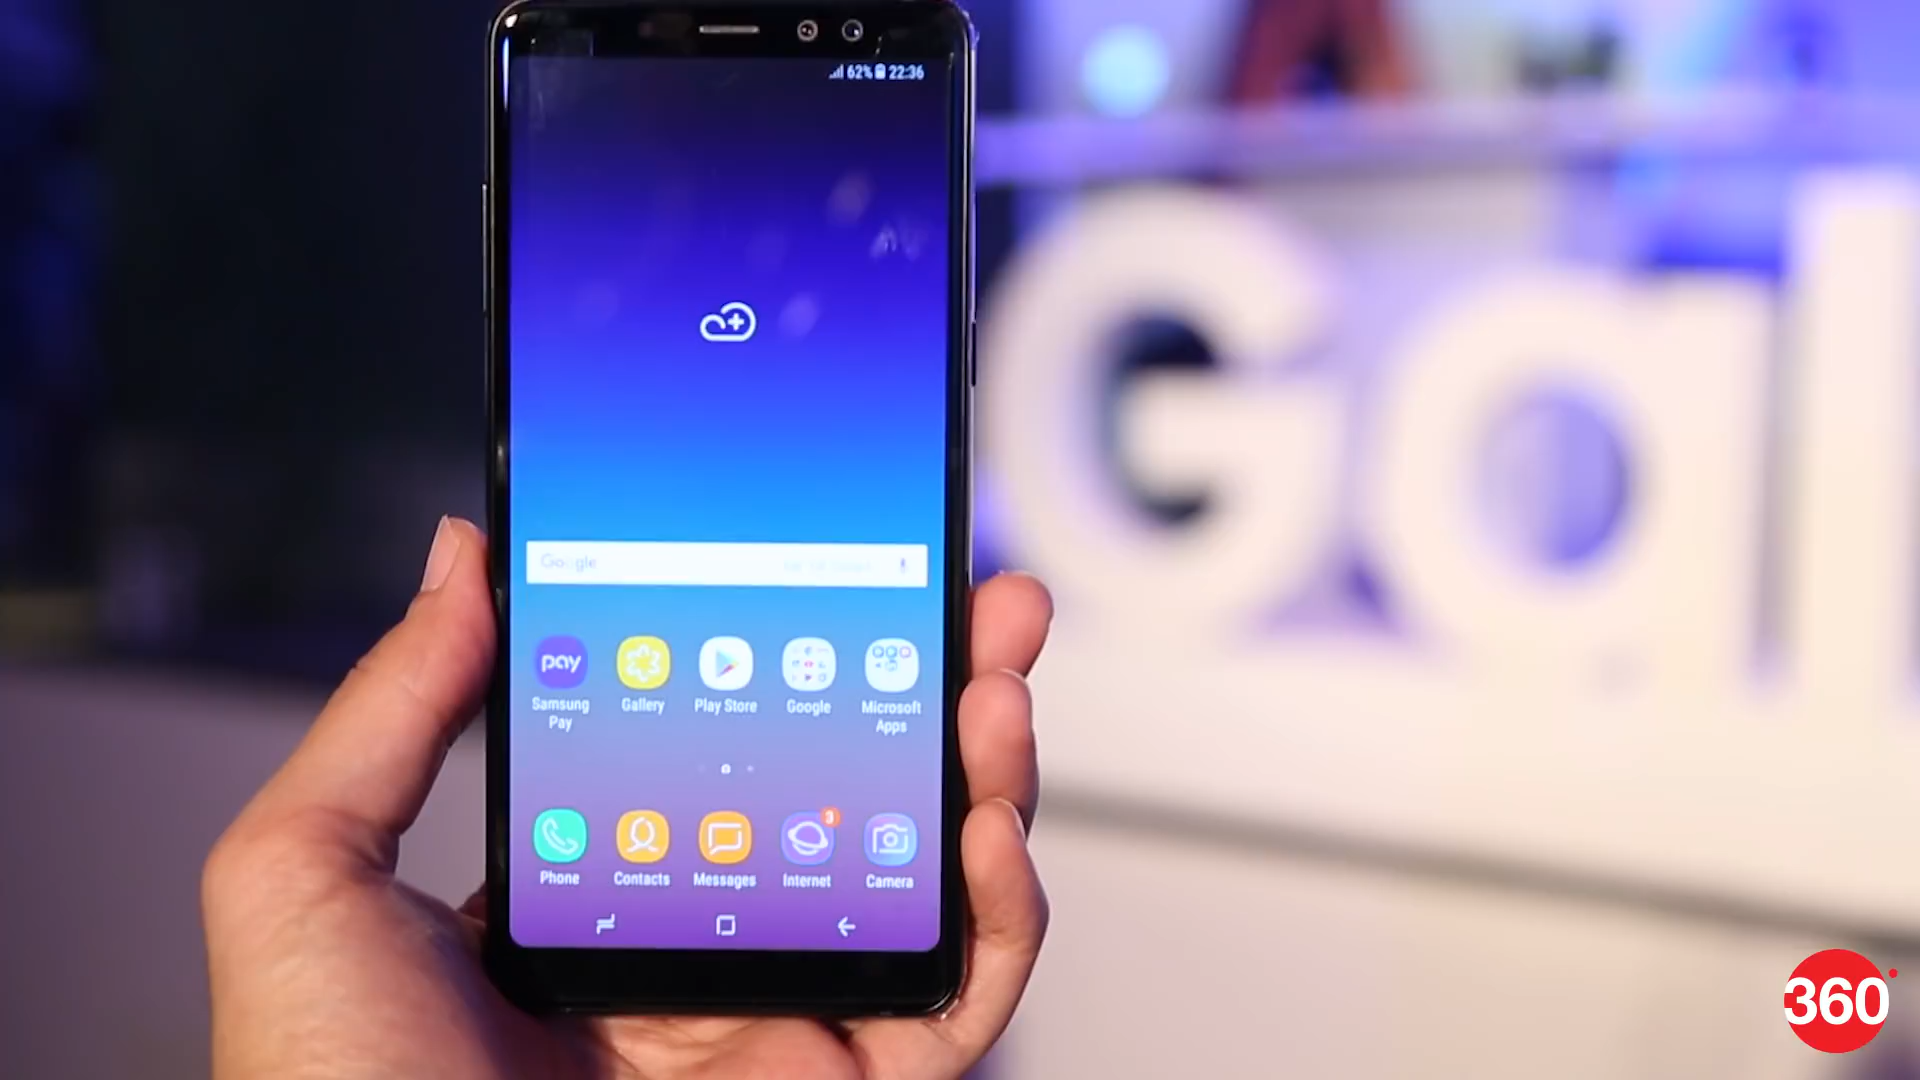 62% 22:36
Google
pay
Samsung Pay
Gallery
Play Store
Google
Microsoft Apps
3
Phone
Contacts
Messages
Internet
Camera
Gal
360